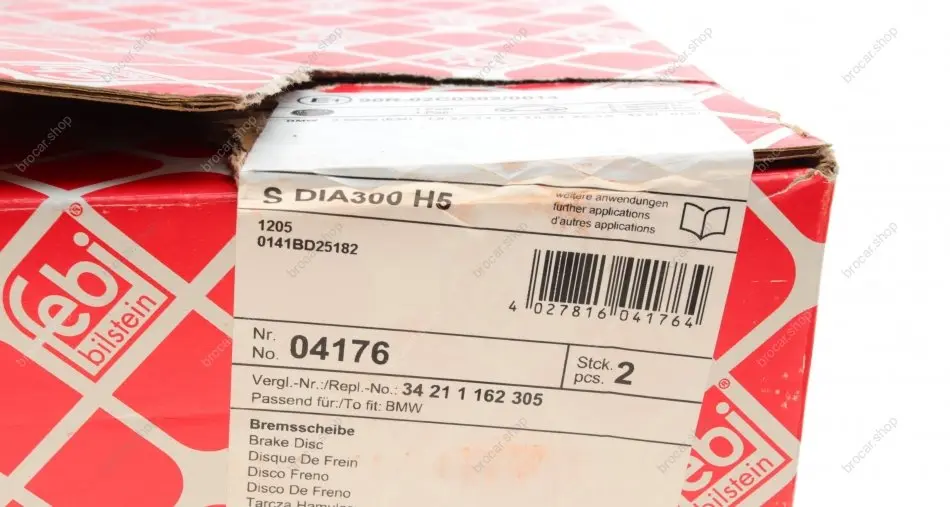 S DIA300 H5
weitere anwendungen
further applications
d'autres applications
1205
0141BD25182
4 027816 041764
Nr.
No. 04176
Stck.
pcs. 2
Vergl.-Nr.:/Repl.-No.: 34 21 1 162 305
Passend für:/To fit: BMW
Bremsscheibe
Brake Disc
Disque De Frein
Disco Freno
Disco De Freno
febi
bilstein
febi
bilstein
brocar.shop